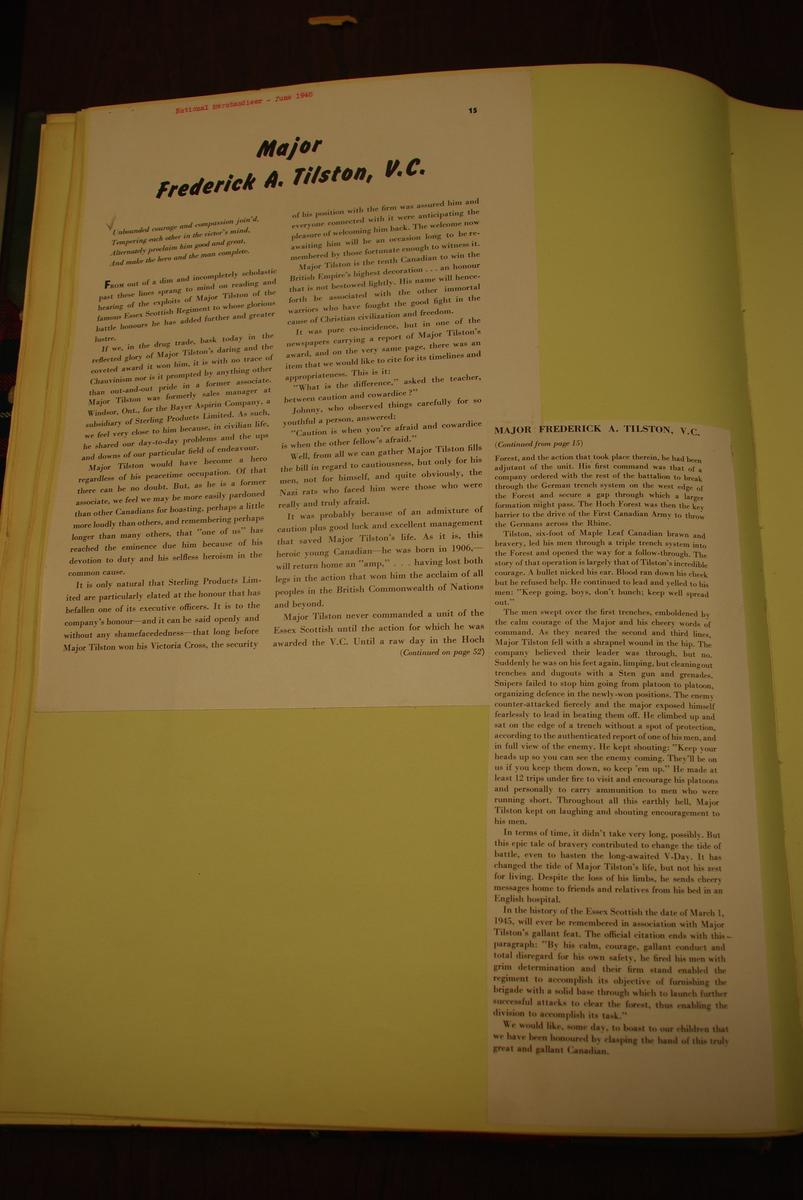 National Merchandiser - June 1945
15
Major
Frederick A. Tilston, V.C.
Unbounded courage and compassion join'd,
Tempering each other in the victor's mind,
Alternately proclaim him good and great,
And make the hero and the man complete.
From out of a dim and incompletely scholastic
past these lines sprang to mind on reading and
hearing of the exploits of Major Tilston of the
famous Essex Scottish Regiment to whose glorious
battle honours he has added further and greater
lustre.
If we, in the drug trade, bask today in the
reflected glory of Major Tilston's daring and the
coveted award it won him, it is with no trace of
Chauvinism nor is it prompted by anything other
than out-and-out pride in a former associate.
Major Tilston was formerly sales manager at
Windsor, Ont., for the Bayer Aspirin Company, a
subsidiary of Sterling Products Limited. As such,
we feel very close to him because, in civilian life,
he shared our day-to-day problems and the ups
and downs of our particular field of endeavour.
Major Tilston would have become a hero
regardless of his peacetime occupation. Of that
there can be no doubt. But, as he is a former
associate, we feel we may be more easily pardoned
than other Canadians for boasting, perhaps a little
more loudly than others, and remembering perhaps
longer than many others, that "one of us" has
reached the eminence due him because of his
devotion to duty and his selfless heroism in the
common cause.
It is only natural that Sterling Products Lim-
ited are particularly elated at the honour that has
befallen one of its executive officers. It is to the
company's honour—and it can be said openly and
without any shamefacedness—that long before
Major Tilston won his Victoria Cross, the security
of his position with the firm was assured him and
everyone connected with it were anticipating the
pleasure of welcoming him back. The welcome now
awaiting him will be an occasion long to be re-
membered by those fortunate enough to witness it.
Major Tilston is the tenth Canadian to win the
British Empire's highest decoration . . . an honour
that is not bestowed lightly. His name will hence-
forth be associated with the other immortal
warriors who have fought the good fight in the
cause of Christian civilization and freedom.
It was pure co-incidence, but in one of the
newspapers carrying a report of Major Tilston's
award, and on the very same page, there was an
item that we would like to cite for its timelines and
appropriateness. This is it:
"What is the difference," asked the teacher,
between caution and cowardice?"
Johnny, who observed things carefully for so
youthful a person, answered:
"Caution is when you're afraid and cowardice
is when the other fellow's afraid."
Well, from all we can gather Major Tilston fills
the bill in regard to cautiousness, but only for his
men, not for himself, and quite obviously, the
Nazi rats who faced him were those who were
really and truly afraid.
It was probably because of an admixture of
caution plus good luck and excellent management
that saved Major Tilston's life. As it is, this
heroic young Canadian—he was born in 1906,—
will return home an "amp," . . . having lost both
legs in the action that won him the acclaim of all
peoples in the British Commonwealth of Nations
and beyond.
Major Tilston never commanded a unit of the
Essex Scottish until the action for which he was
awarded the V.C. Until a raw day in the Hoch
(Continued on page 52)
MAJOR FREDERICK A. TILSTON, V.C.
(Continued from page 15)
Forest, and the action that took place therein, he had been
adjutant of the unit. His first command was that of a
company ordered with the rest of the battalion to break
through the German trench system on the west edge of
the Forest and secure a gap through which a larger
formation might pass. The Hoch Forest was then the key
barrier to the drive of the First Canadian Army to throw
the Germans across the Rhine.
Tilston, six-foot of Maple Leaf Canadian brawn and
bravery, led his men through a triple trench system into
the Forest and opened the way for a follow-through. The
story of that operation is largely that of Tilston's incredible
courage. A bullet nicked his ear. Blood ran down his cheek
but he refused help. He continued to lead and yelled to his
men: "Keep going, boys, don't bunch; keep well spread
out."
The men swept over the first trenches, emboldened by
the calm courage of the Major and his cheery words of
command. As they neared the second and third lines,
Major Tilston fell with a shrapnel wound in the hip. The
company believed their leader was through, but no.
Suddenly he was on his feet again, limping, but cleaning out
trenches and dugouts with a Sten gun and grenades.
Snipers failed to stop him going from platoon to platoon,
organizing defence in the newly-won positions. The enemy
counter-attacked fiercely and the major exposed himself
fearlessly to lead in beating them off. He climbed up and
sat on the edge of a trench without a spot of protection,
according to the authenticated report of one of his men, and
in full view of the enemy. He kept shouting: "Keep your
heads up so you can see the enemy coming. They'll be on
us if you keep them down, so keep 'em up." He made at
least 12 trips under fire to visit and encourage his platoons
and personally to carry ammunition to men who were
running short. Throughout all this earthly hell, Major
Tilston kept on laughing and shouting encouragement to
his men.
In terms of time, it didn't take very long, possibly. But
this epic tale of bravery contributed to change the tide of
battle, even to hasten the long-awaited V-Day. It has
changed the tide of Major Tilston's life, but not his zest
for living. Despite the loss of his limbs, he sends cheery
messages home to friends and relatives from his bed in an
English hospital.
In the history of the Essex Scottish the date of March 1,
1945, will ever be remembered in association with Major
Tilston's gallant feat. The official citation ends with this
paragraph: "By his calm, courage, gallant conduct and
total disregard for his own safety, he fired his men with
grim determination and their firm stand enabled the
regiment to accomplish its objective of furnishing the
brigade with a solid base through which to launch further
successful attacks to clear the forest, thus enabling the
division to accomplish its task."
We would like, some day, to boast to our children that
we have been honoured by clasping the hand of this truly
great and gallant Canadian.